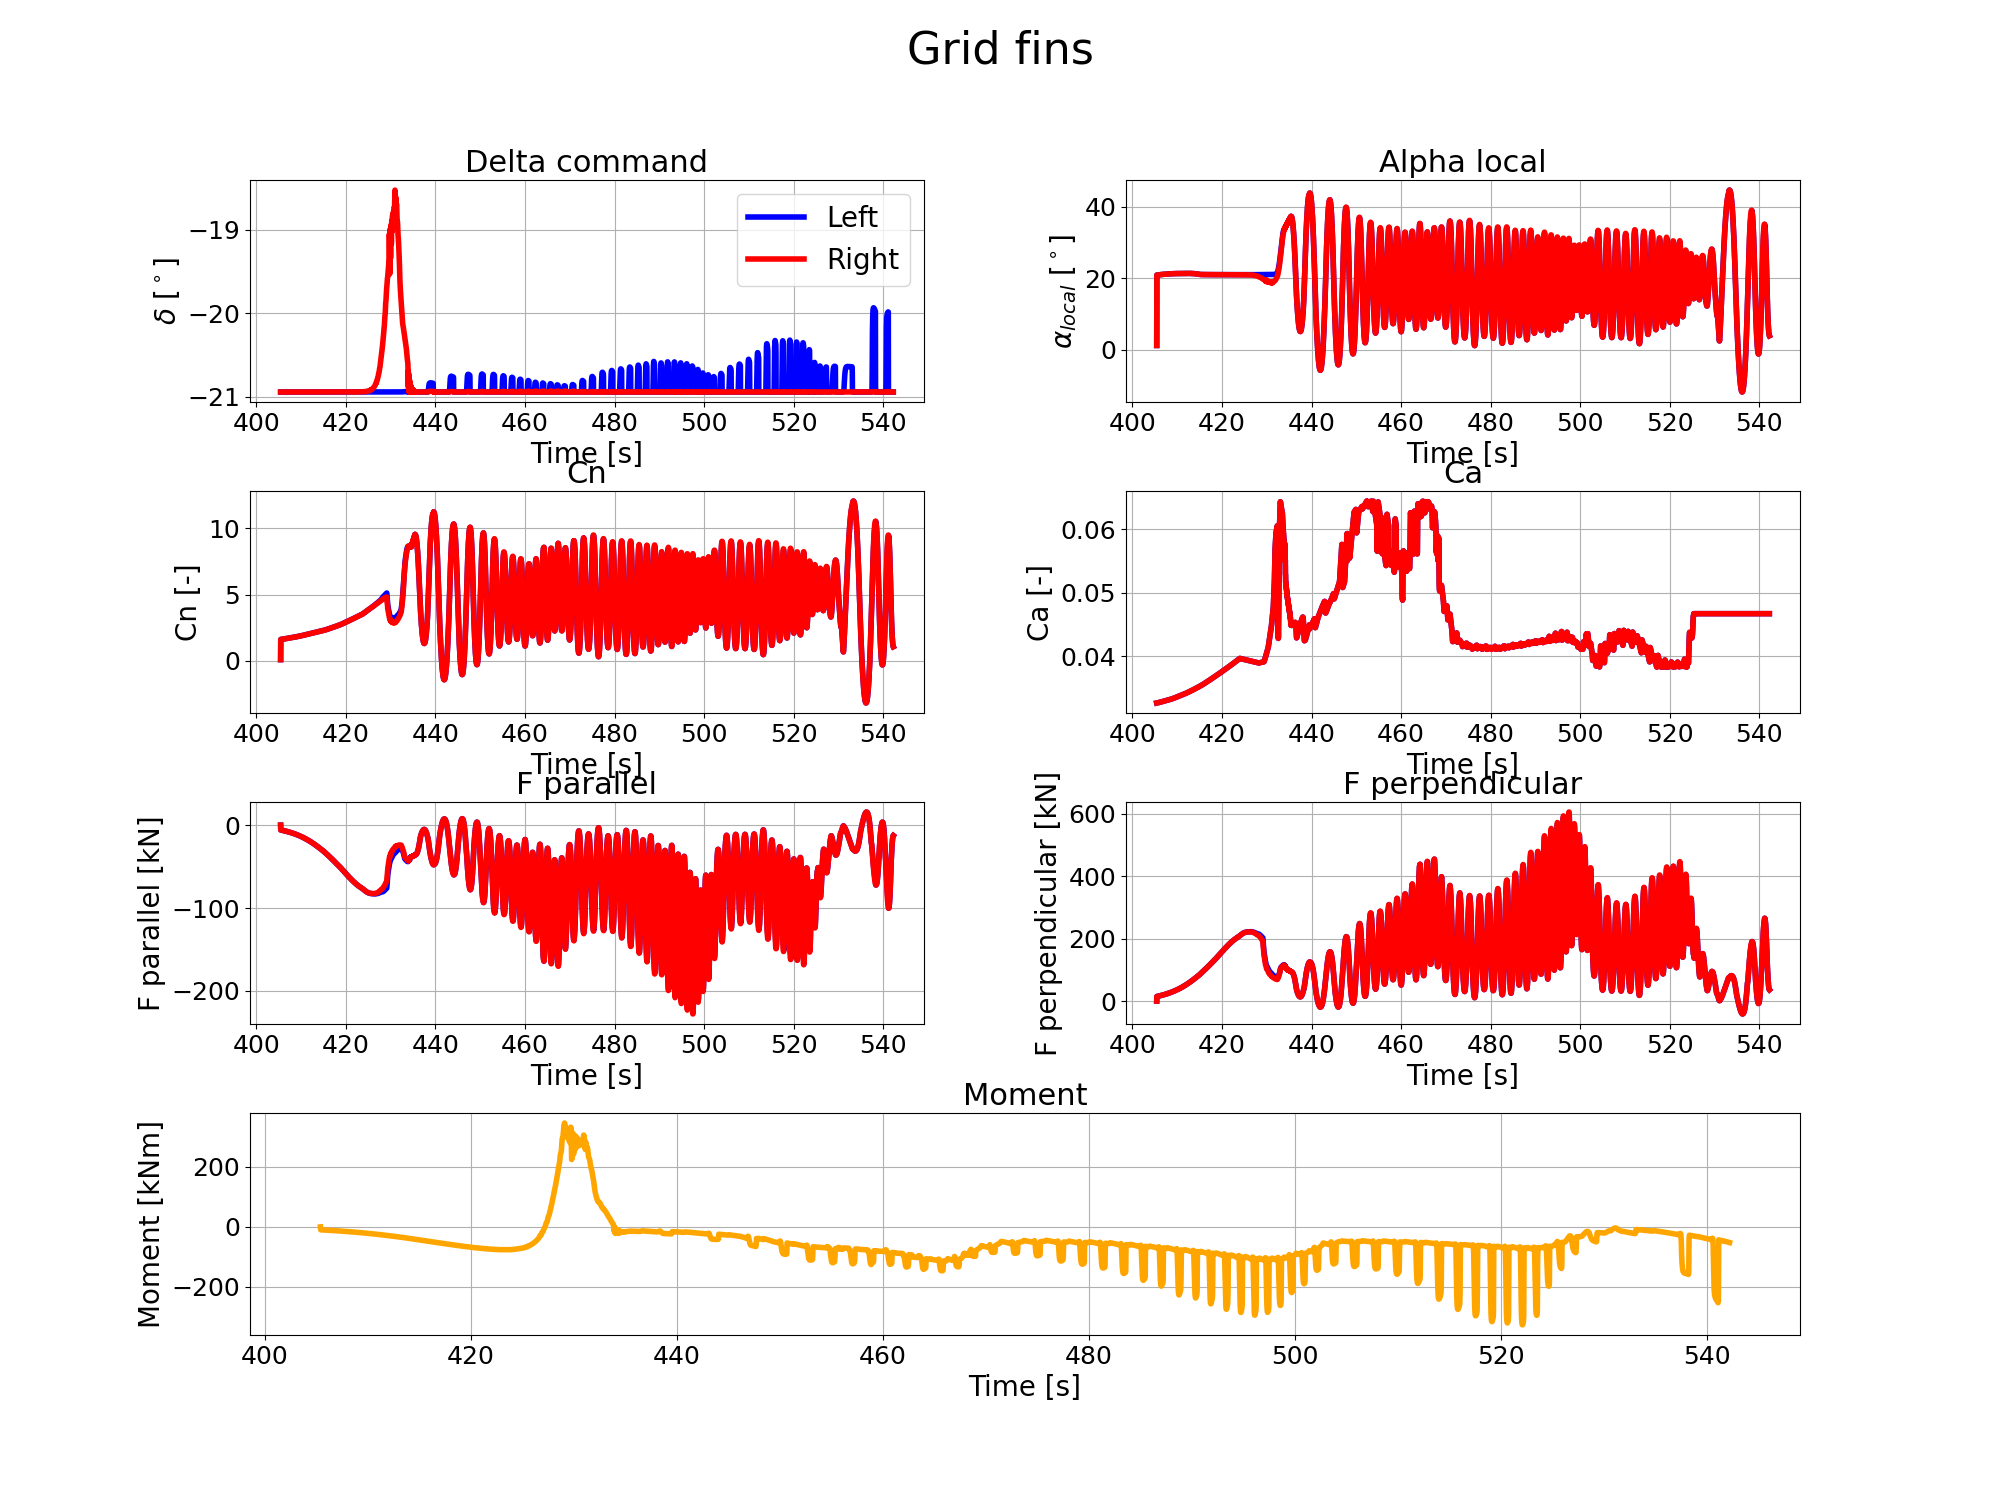 Grid fins
Delta command
δ [°]
−19
−20
−21
Left
Right
400 420 440 460 480 500 520 540
Time [s]
Alpha local
α_local [°]
40
20
0
400 420 440 460 480 500 520 540
Time [s]
Cn
Cn [-]
10
5
0
400 420 440 460 480 500 520 540
Time [s]
Ca
Ca [-]
0.06
0.05
0.04
400 420 440 460 480 500 520 540
Time [s]
F parallel
F parallel [kN]
0
−100
−200
400 420 440 460 480 500 520 540
Time [s]
F perpendicular
F perpendicular [kN]
600
400
200
0
400 420 440 460 480 500 520 540
Time [s]
Moment
Moment [kNm]
200
0
−200
400 420 440 460 480 500 520 540
Time [s]